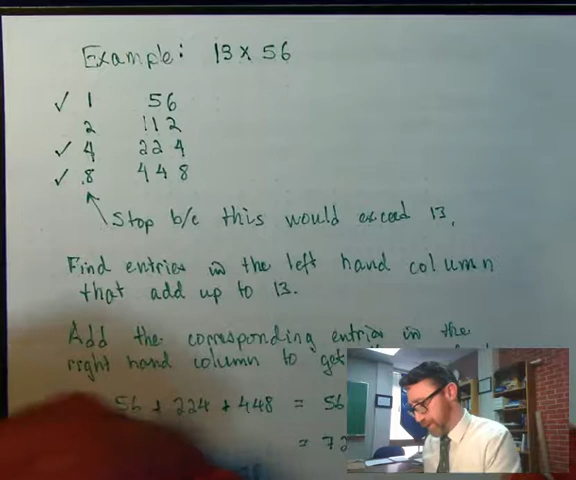 Example: 13 x 56
✓ 1 56
2 112
✓ 4 224
✓ 8 448
Stop b/c this would exceed 13.
Find entries in the left hand column
that add up to 13.
Add the corresponding entries in the
right hand column to get
56 + 224 + 448 = 56
= 72